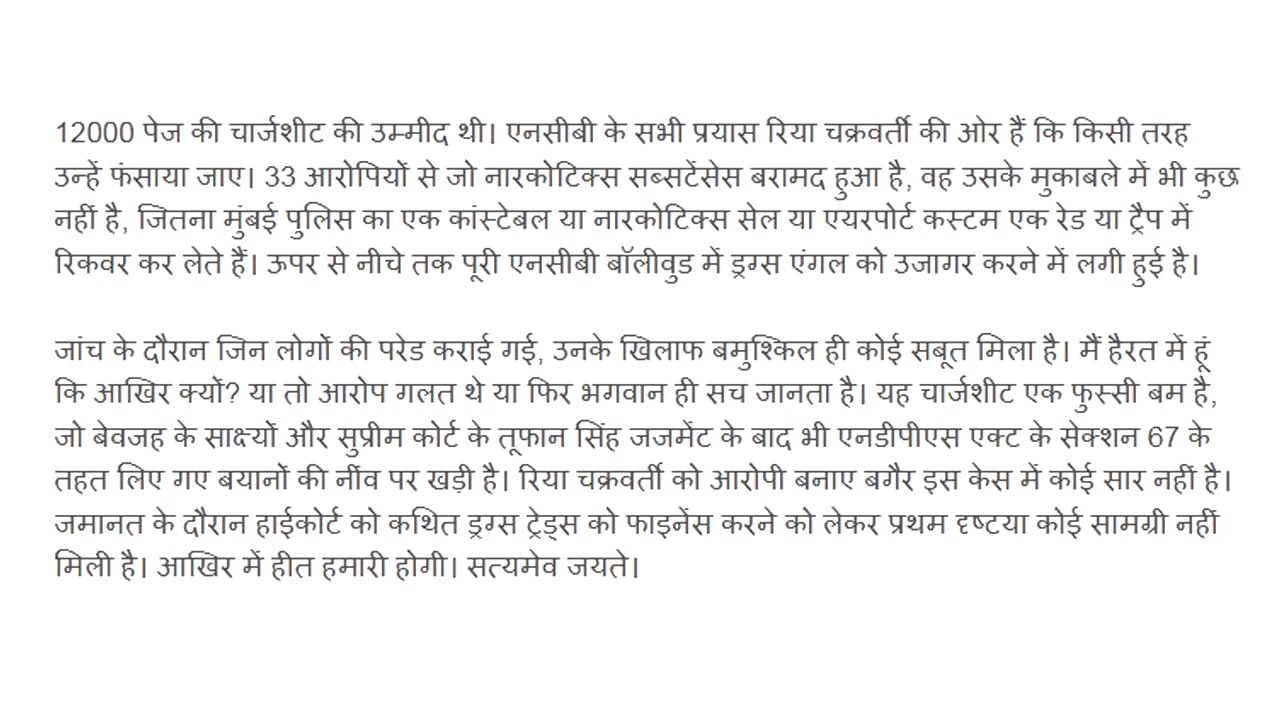 12000 पेज की चार्जशीट की उम्मीद थी। एनसीबी के सभी प्रयास रिया चक्रवर्ती की ओर हैं कि किसी तरह
उन्हें फंसाया जाए। 33 आरोपियों से जो नारकोटिक्स सब्सटेंसेस बरामद हुआ है, वह उसके मुकाबले में भी कुछ
नहीं है, जितना मुंबई पुलिस का एक कांस्टेबल या नारकोटिक्स सेल या एयरपोर्ट कस्टम एक रेड या ट्रैप में
रिकवर कर लेते हैं। ऊपर से नीचे तक पूरी एनसीबी बॉलीवुड में ड्रग्स एंगल को उजागर करने में लगी हुई है।
जांच के दौरान जिन लोगों की परेड कराई गई, उनके खिलाफ बमुश्किल ही कोई सबूत मिला है। मैं हैरत में हूं
कि आखिर क्यों? या तो आरोप गलत थे या फिर भगवान ही सच जानता है। यह चार्जशीट एक फुस्सी बम है,
जो बेवजह के साक्ष्यों और सुप्रीम कोर्ट के तूफान सिंह जजमेंट के बाद भी एनडीपीएस एक्ट के सेक्शन 67 के
तहत लिए गए बयानों की नींव पर खड़ी है। रिया चक्रवर्ती को आरोपी बनाए बगैर इस केस में कोई सार नहीं है।
जमानत के दौरान हाईकोर्ट को कथित ड्रग्स ट्रेड्स को फाइनेंस करने को लेकर प्रथम दृष्टया कोई सामग्री नहीं
मिली है। आखिर में हीत हमारी होगी। सत्यमेव जयते।